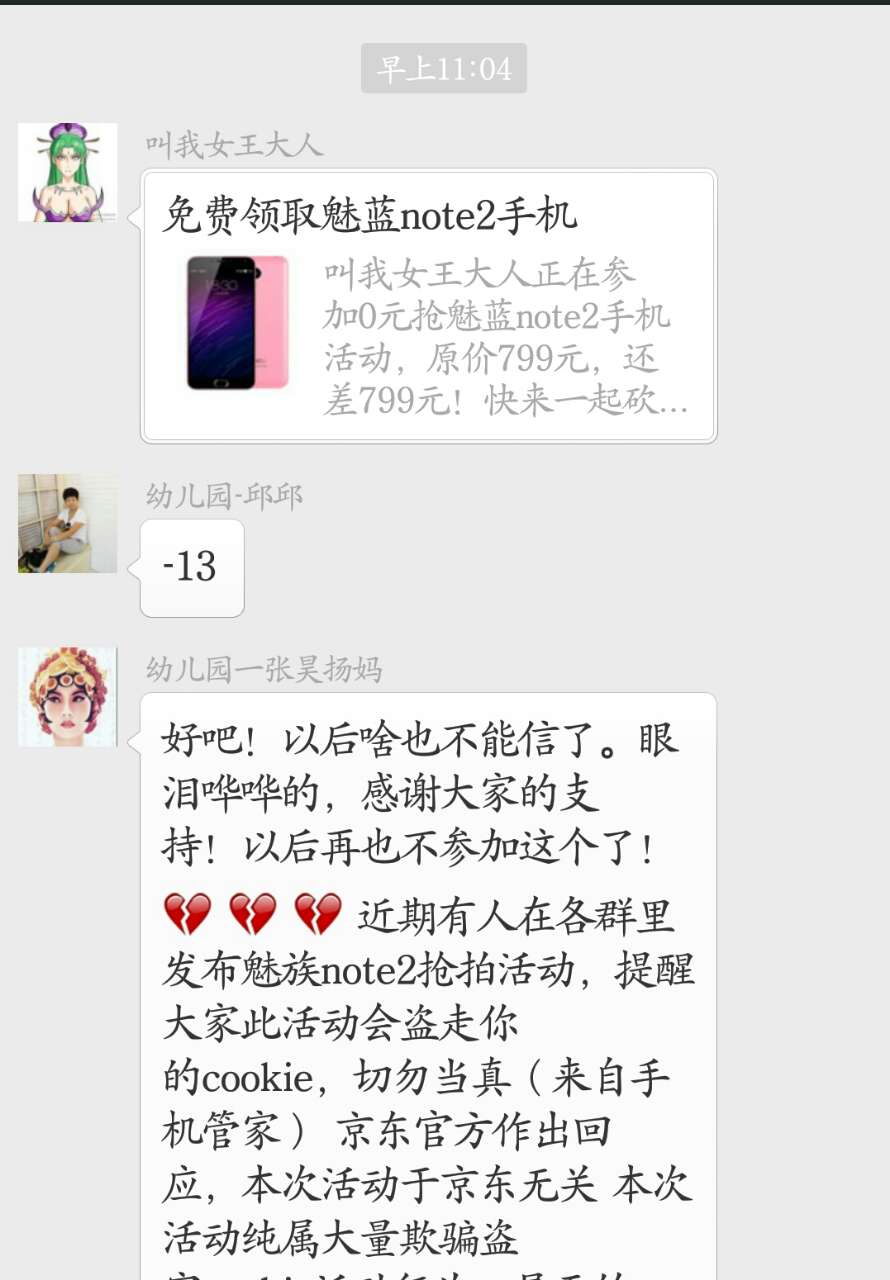 早上11:04
叫我女王大人
免费领取魅蓝note2手机
叫我女王大人正在参
加0元抢魅蓝note2手机
活动，原价799元，还
差799元！快来一起砍...
幼儿园-邱邱
-13
幼儿园一张昊扬妈
好吧！以后啥也不能信了。眼
泪哗哗的，感谢大家的支
持！以后再也不参加这个了！
💔 💔 💔 近期有人在各群里
发布魅族note2抢拍活动，提醒
大家此活动会盗走你
的cookie，切勿当真（来自手
机管家） 京东官方作出回
应，本次活动于京东无关 本次
活动纯属大量欺骗盗